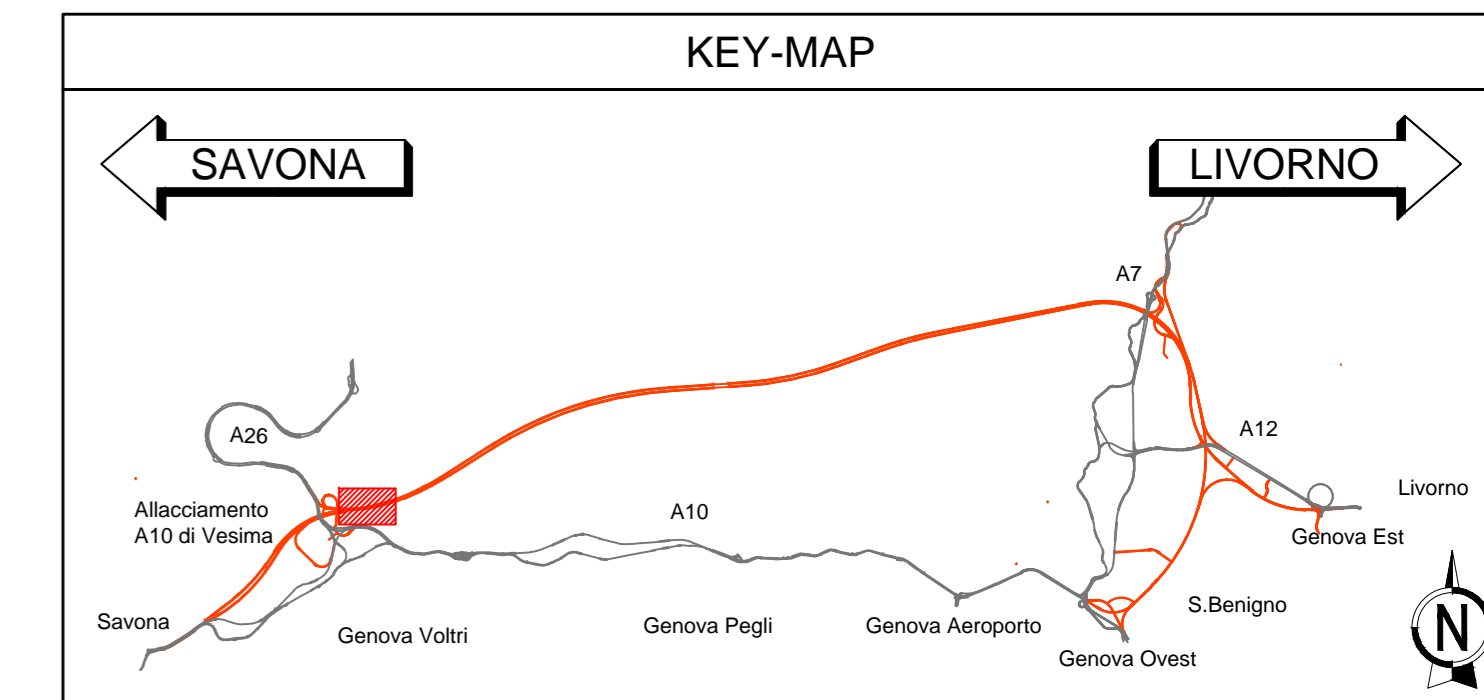 KEY-MAP
SAVONA
LIVORNO
A7
A26
A12
Allacciamento
A10 di Vesima
A10
Livorno
Genova Est
Savona
Genova Voltri
Genova Pegli
Genova Aeroporto
S.Benigno
Genova Ovest
N